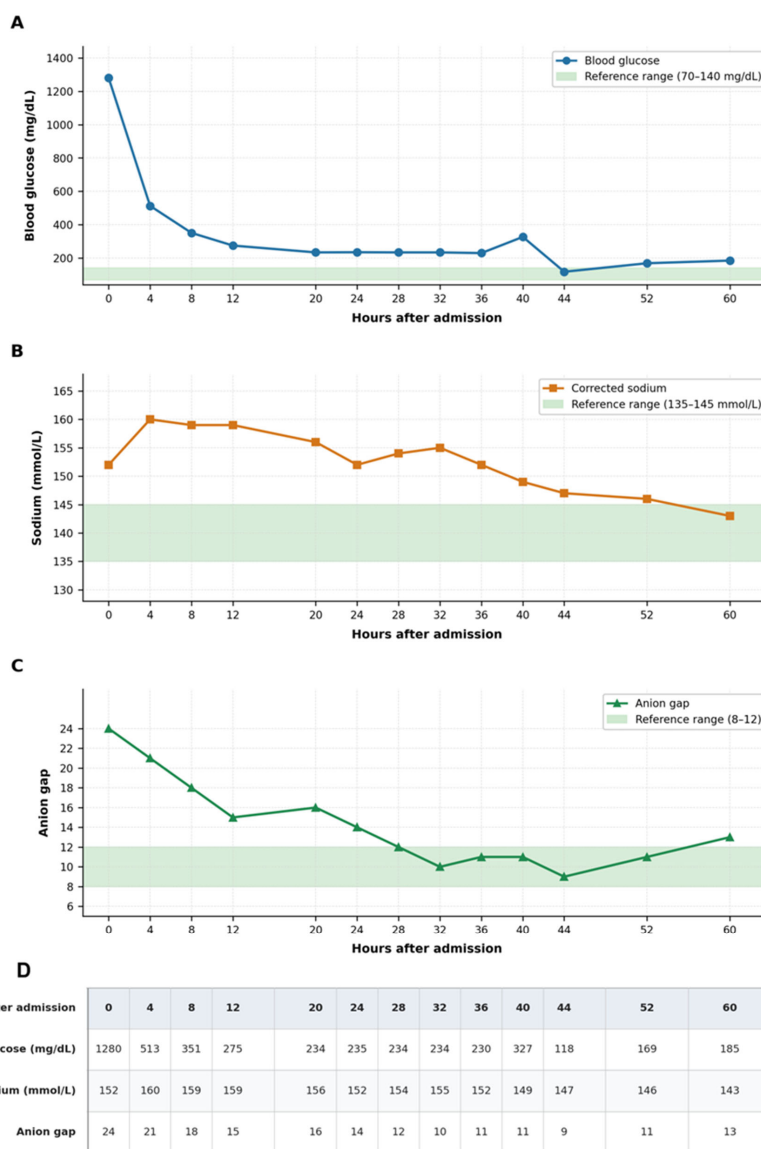 A
Blood glucose (mg/dL)
1400
1200
1000
800
600
400
200
Blood glucose
Reference range (70–140 mg/dL)
0 4 8 12 20 24 28 32 36 40 44 52 60
Hours after admission
B
Sodium (mmol/L)
165
160
155
150
145
140
135
130
Corrected sodium
Reference range (135–145 mmol/L)
0 4 8 12 20 24 28 32 36 40 44 52 60
Hours after admission
C
Anion gap
24
22
20
18
16
14
12
10
8
6
Anion gap
Reference range (8–12)
0 4 8 12 20 24 28 32 36 40 44 52 60
Hours after admission
D
admission 0 4 8 12 20 24 28 32 36 40 44 52 60
(mg/dL) 1280 513 351 275 234 235 234 234 230 327 118 169 185
(mmol/L) 152 160 159 159 156 152 154 155 152 149 147 146 143
Anion gap 24 21 18 15 16 14 12 10 11 11 9 11 13